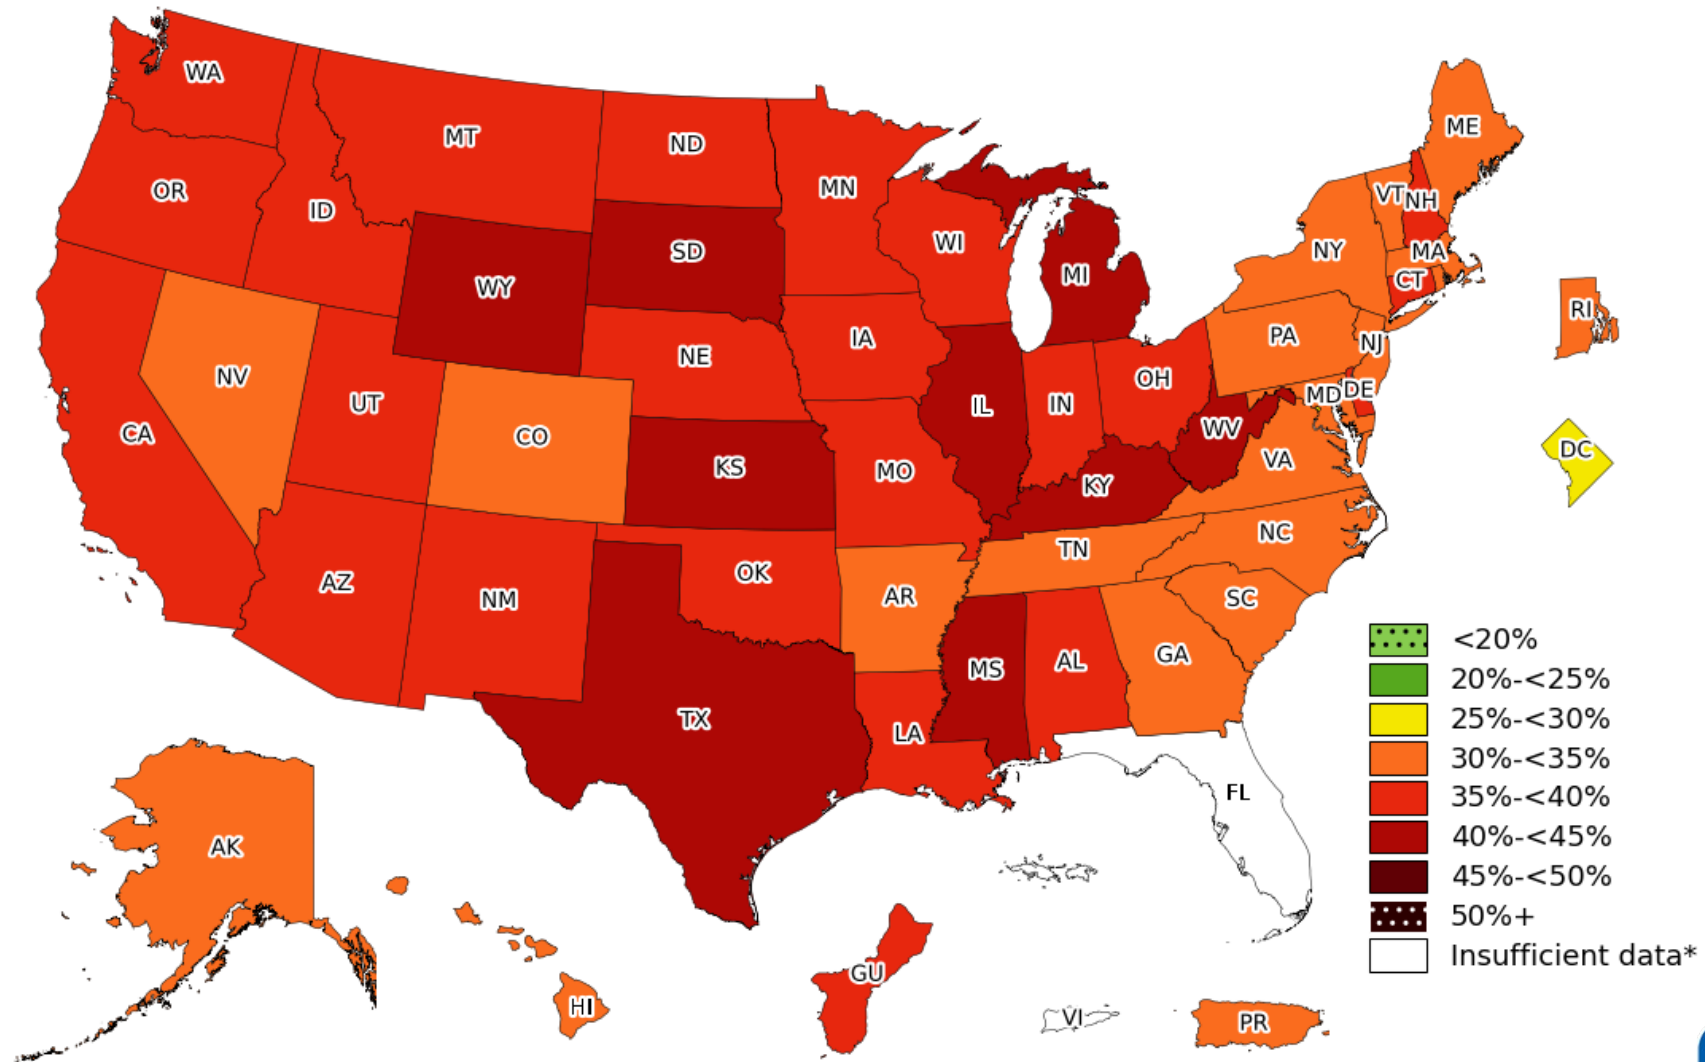 WA
MT
ND
MN
OR
ID
SD
WI
MI
WY
NE
IA
NV
UT
CO
CA
KS
MO
IL
IN
OH
WV
KY
VA
PA
NY
VT
NH
ME
MA
CT
RI
NJ
MD
DE
DC
AZ
NM
OK
AR
TN
NC
SC
MS
AL
GA
TX
LA
FL
AK
HI
GU
VI
PR
<20%
20%-<25%
25%-<30%
30%-<35%
35%-<40%
40%-<45%
45%-<50%
50%+
Insufficient data*